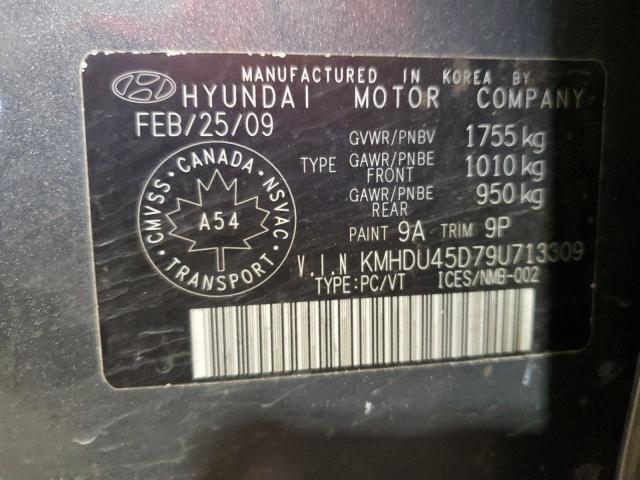 MANUFACTURED IN KOREA BY
HYUNDAI MOTOR COMPANY
FEB/25/09
GVWR/PNBV 1755 kg
TYPE GAWR/PNBE FRONT 1010 kg
GAWR/PNBE REAR 950 kg
PAINT 9A TRIM 9P
V.I.N KMHDU45D79U713309
TYPE:PC/VT ICES/NMB-002
CMVSS · CANADA · NSVAC
A54
TRANSPORT